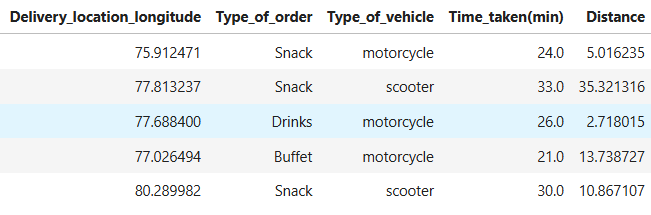 Delivery_location_longitude Type_of_order Type_of_vehicle Time_taken(min) Distance
75.912471 Snack motorcycle 24.0 5.016235
77.813237 Snack scooter 33.0 35.321316
77.688400 Drinks motorcycle 26.0 2.718015
77.026494 Buffet motorcycle 21.0 13.738727
80.289982 Snack scooter 30.0 10.867107